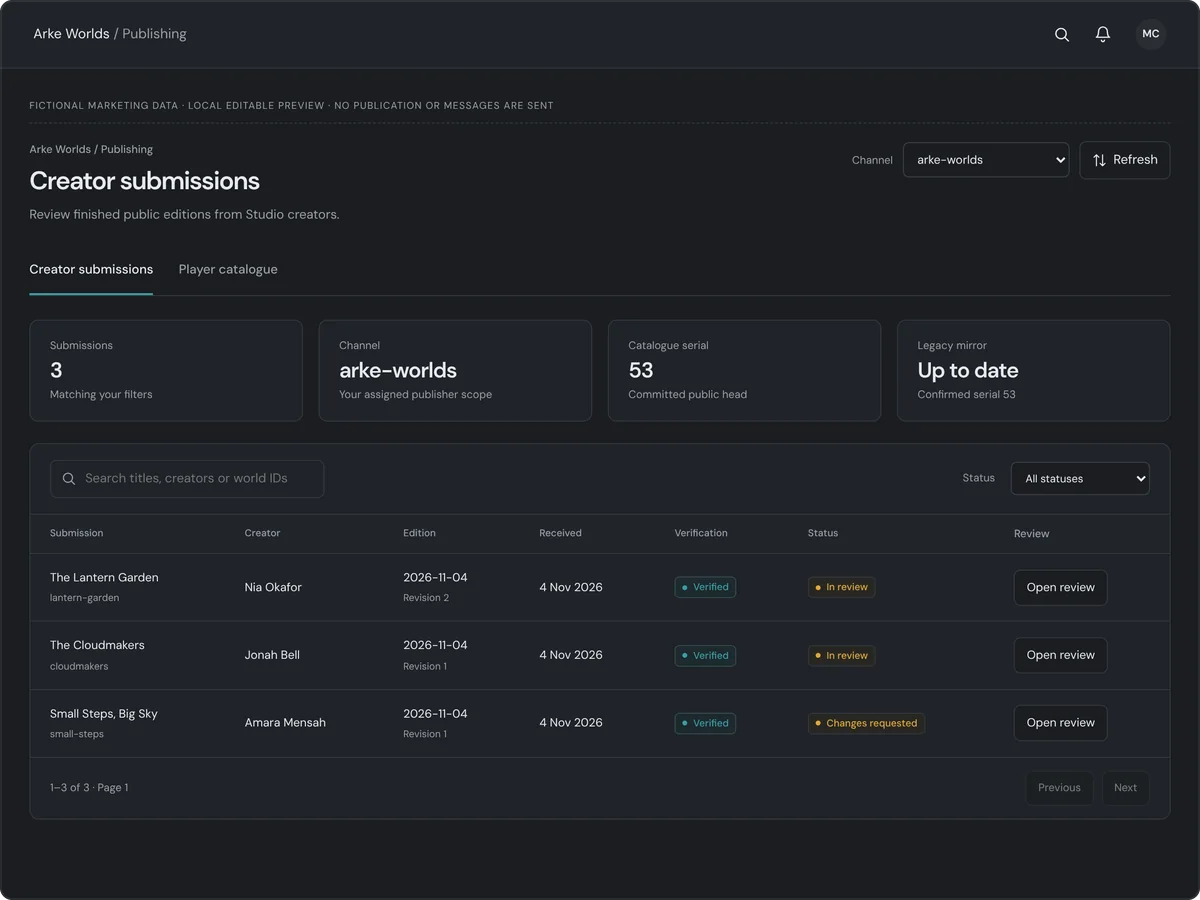 Arke Worlds / Publishing
MC
FICTIONAL MARKETING DATA · LOCAL EDITABLE PREVIEW · NO PUBLICATION OR MESSAGES ARE SENT
Arke Worlds / Publishing
Creator submissions
Review finished public editions from Studio creators.
Channel
arke-worlds
Refresh
Creator submissions
Player catalogue
Submissions
3
Matching your filters
Channel
arke-worlds
Your assigned publisher scope
Catalogue serial
53
Committed public head
Legacy mirror
Up to date
Confirmed serial 53
Search titles, creators or world IDs
Status
All statuses
Submission Creator Edition Received Verification Status Review
The Lantern Garden
lantern-garden
Nia Okafor
2026-11-04
Revision 2
4 Nov 2026
Verified
In review
Open review
The Cloudmakers
cloudmakers
Jonah Bell
2026-11-04
Revision 1
4 Nov 2026
Verified
In review
Open review
Small Steps, Big Sky
small-steps
Amara Mensah
2026-11-04
Revision 1
4 Nov 2026
Verified
Changes requested
Open review
1–3 of 3 · Page 1
Previous
Next